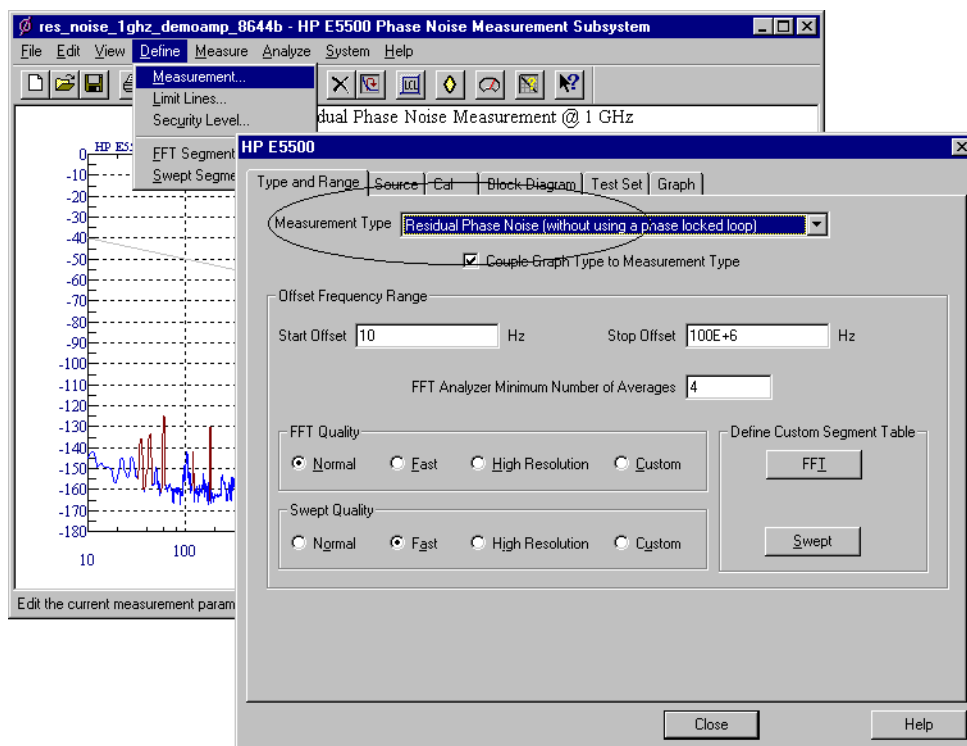 res_noise_1ghz_demoamp_8644b - HP E5500 Phase Noise Measurement Subsystem
File Edit View Define Measure Analyze System Help
Measurement...
Limit Lines...
Security Level...
FFT Segment
Swept Segme
dual Phase Noise Measurement @ 1 GHz
HP E5
0
-10
-20
-30
-40
-50
-60
-70
-80
-90
-100
-110
-120
-130
-140
-150
-160
-170
-180
10 100
Edit the current measurement param
HP E5500
Type and Range Source Cal Block Diagram Test Set Graph
Measurement Type Residual Phase Noise (without using a phase locked loop)
Couple Graph Type to Measurement Type
Offset Frequency Range
Start Offset 10 Hz Stop Offset 100E+6 Hz
FFT Analyzer Minimum Number of Averages 4
FFT Quality
Normal Fast High Resolution Custom
Swept Quality
Normal Fast High Resolution Custom
Define Custom Segment Table
FFT
Swept
Close Help